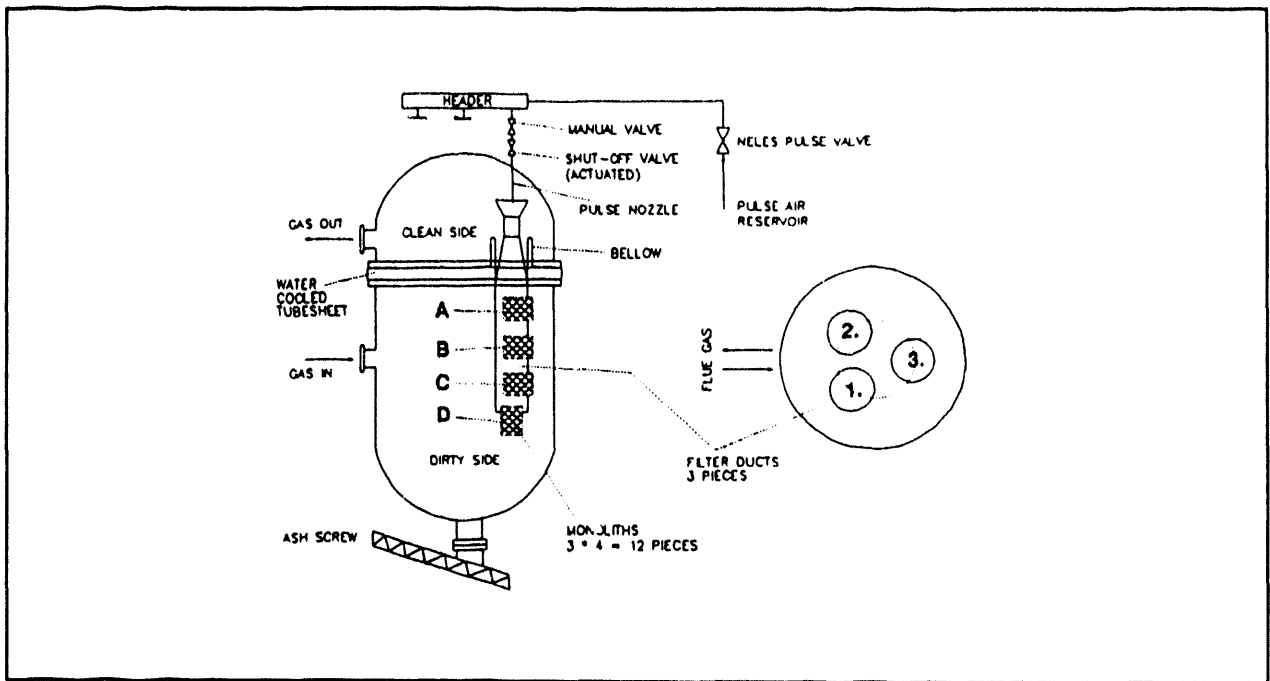 HEADER
MANUAL VALVE
SHUT-OFF VALVE
(ACTUATED)
NELES PULSE VALVE
PULSE NOZZLE
PULSE AIR
RESERVOIR
GAS OUT
CLEAN SIDE
BELLOW
WATER
COOLED
TUBESHEET
A
B
GAS IN
C
D
DIRTY SIDE
FLUE GAS
2.
3.
1.
FILTER DUCTS
3 PIECES
MONOLITHS
3 * 4 = 12 PIECES
ASH SCREW